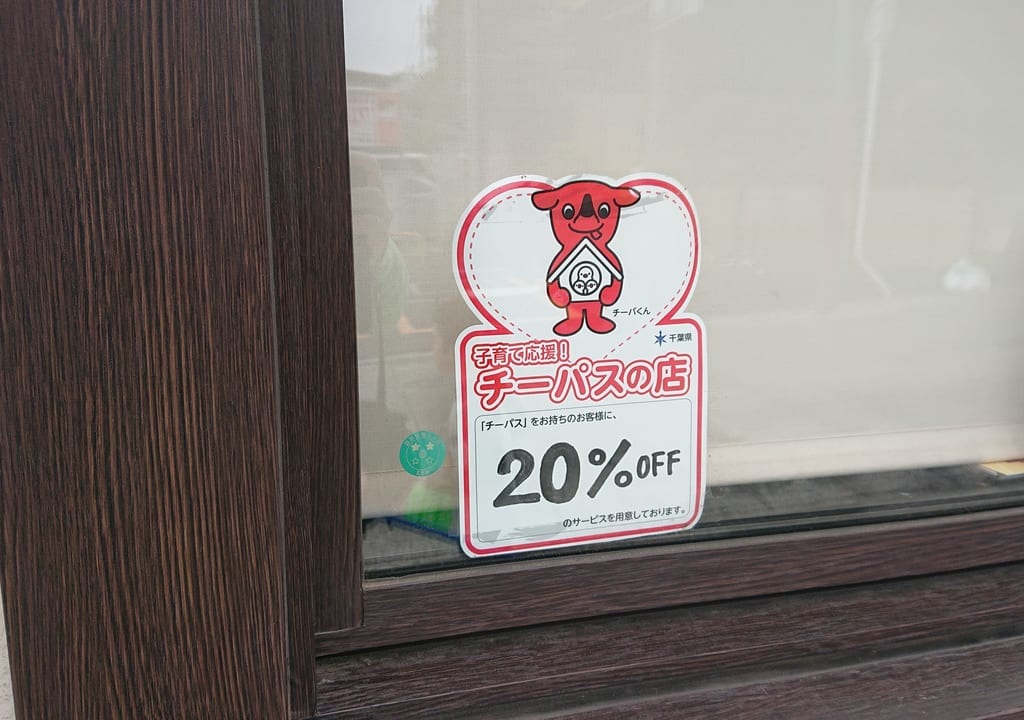 チーバくん
千葉県
子育て応援！
チーパスの店
「チーパス」をお持ちのお客様に、
20%OFF
のサービスを用意しております。